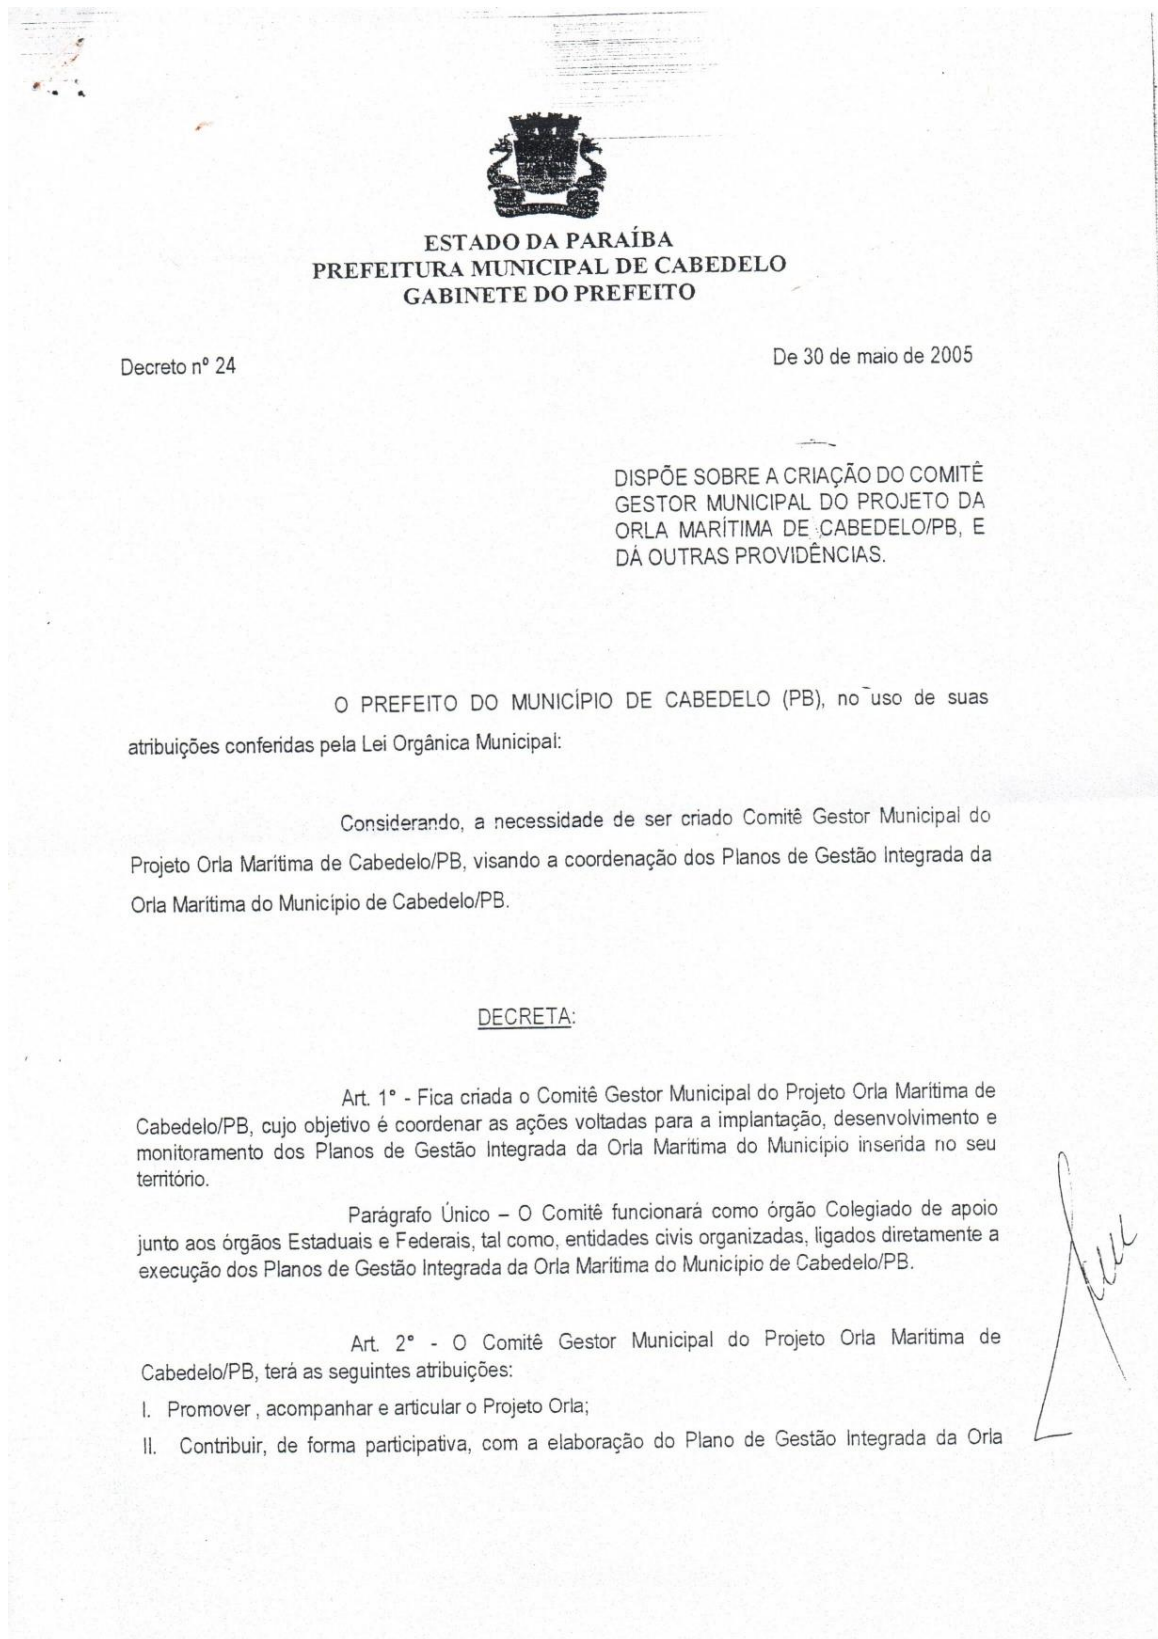 ESTADO DA PARAÍBA
PREFEITURA MUNICIPAL DE CABEDELO
GABINETE DO PREFEITO
Decreto nº 24
De 30 de maio de 2005
DISPÕE SOBRE A CRIAÇÃO DO COMITÊ
GESTOR MUNICIPAL DO PROJETO DA
ORLA MARÍTIMA DE CABEDELO/PB, E
DÁ OUTRAS PROVIDÊNCIAS.
O PREFEITO DO MUNICÍPIO DE CABEDELO (PB), no uso de suas
atribuições conferidas pela Lei Orgânica Municipal:
Considerando, a necessidade de ser criado Comitê Gestor Municipal do
Projeto Orla Marítima de Cabedelo/PB, visando a coordenação dos Planos de Gestão Integrada da
Orla Marítima do Município de Cabedelo/PB.
DECRETA:
Art. 1° - Fica criada o Comitê Gestor Municipal do Projeto Orla Marítima de
Cabedelo/PB, cujo objetivo é coordenar as ações voltadas para a implantação, desenvolvimento e
monitoramento dos Planos de Gestão Integrada da Orla Marítima do Município inserida no seu
território.
Parágrafo Único – O Comitê funcionará como órgão Colegiado de apoio
junto aos órgãos Estaduais e Federais, tal como, entidades civis organizadas, ligados diretamente a
execução dos Planos de Gestão Integrada da Orla Marítima do Município de Cabedelo/PB.
Art. 2° - O Comitê Gestor Municipal do Projeto Orla Marítima de
Cabedelo/PB, terá as seguintes atribuições:
I. Promover , acompanhar e articular o Projeto Orla;
II. Contribuir, de forma participativa, com a elaboração do Plano de Gestão Integrada da Orla